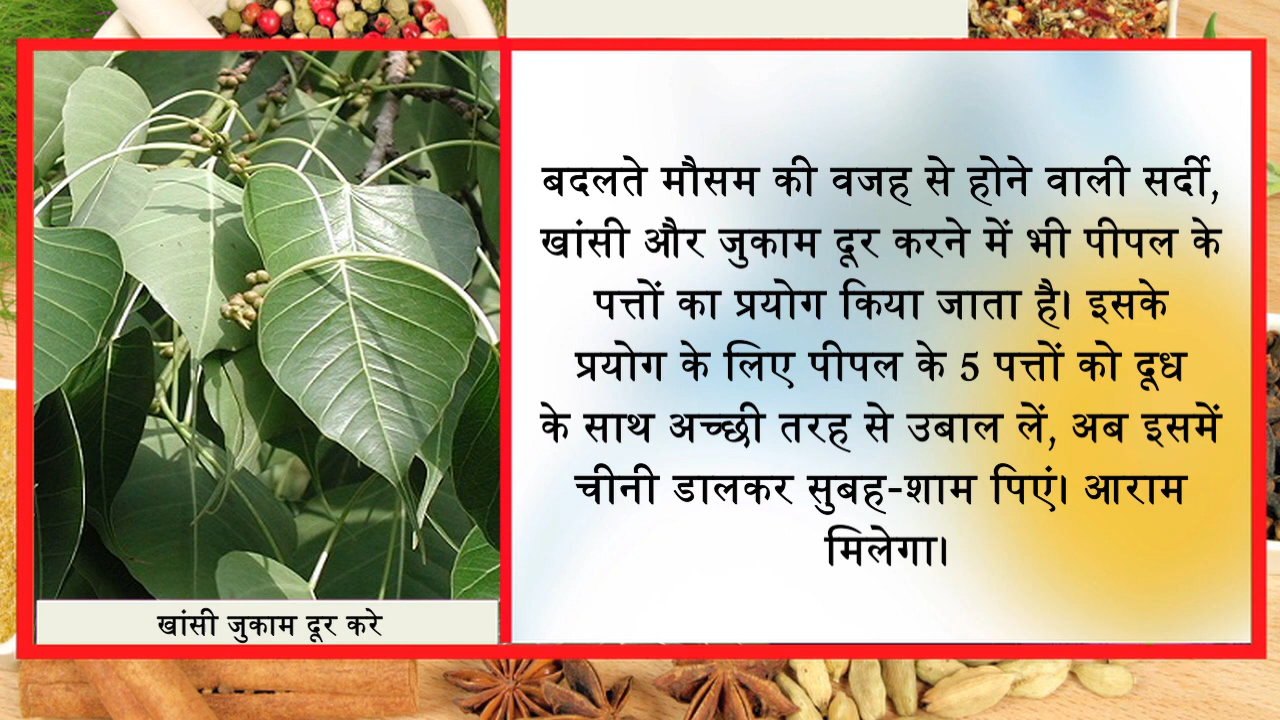 बदलते मौसम की वजह से होने वाली सर्दी,
खांसी और जुकाम दूर करने में भी पीपल के
पत्तों का प्रयोग किया जाता है। इसके
प्रयोग के लिए पीपल के 5 पत्तों को दूध
के साथ अच्छी तरह से उबाल लें, अब इसमें
चीनी डालकर सुबह-शाम पिएं। आराम
मिलेगा।
खांसी जुकाम दूर करे